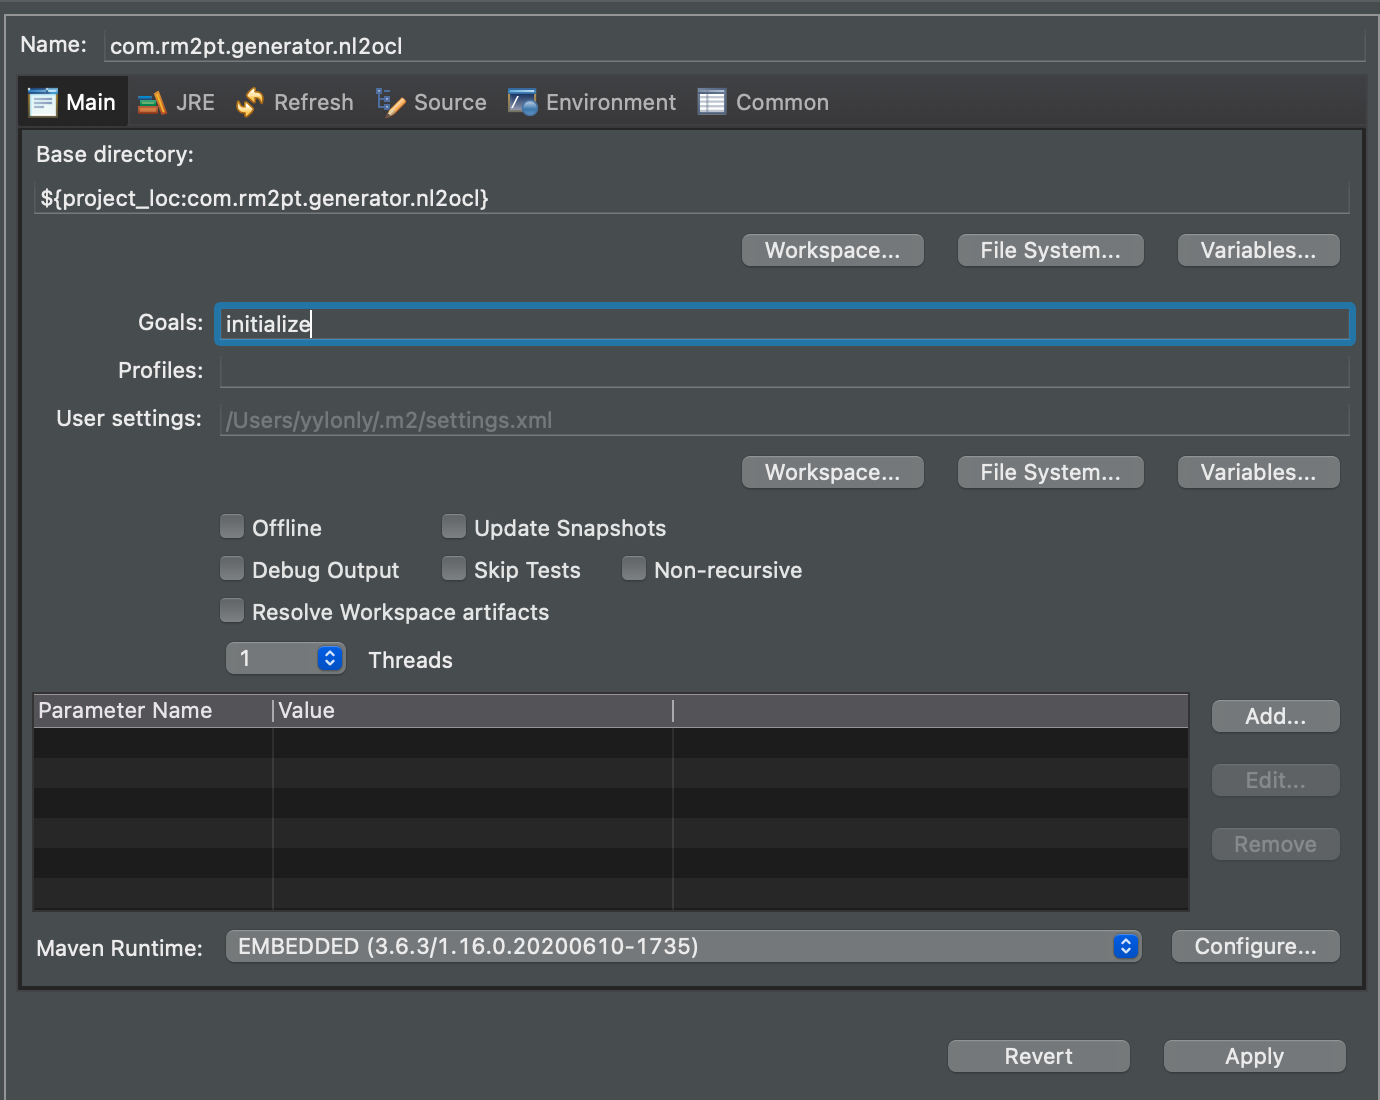 Name: com.rm2pt.generator.nl2ocl
Main JRE Refresh Source Environment Common
Base directory:
${project_loc:com.rm2pt.generator.nl2ocl}
Workspace... File System... Variables...
Goals: initialize
Profiles:
User settings: /Users/yylonly/.m2/settings.xml
Workspace... File System... Variables...
Offline Update Snapshots
Debug Output Skip Tests Non-recursive
Resolve Workspace artifacts
1 Threads
Parameter Name Value
Add...
Edit...
Remove
Maven Runtime: EMBEDDED (3.6.3/1.16.0.20200610-1735) Configure...
Revert Apply